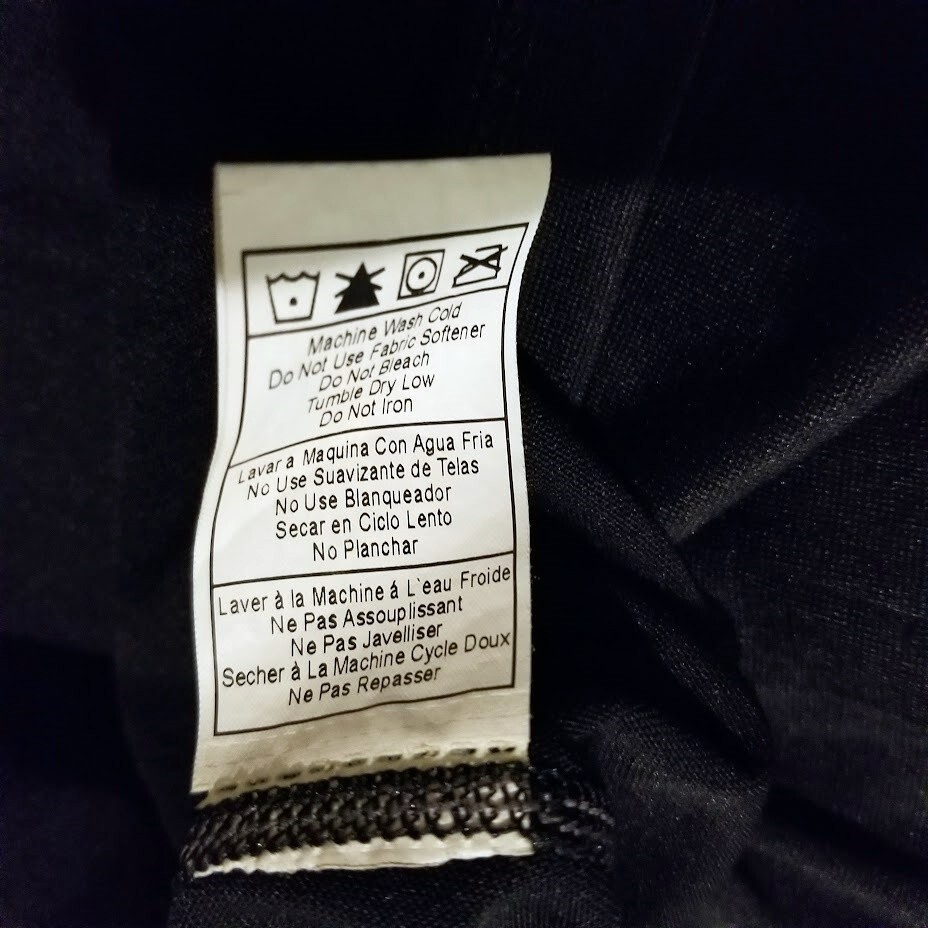 Machine Wash Cold
Do Not Use Fabric Softener
Do Not Bleach
Tumble Dry Low
Do Not Iron
Lavar a Maquina Con Agua Fria
No Use Suavizante de Telas
No Use Blanqueador
Secar en Ciclo Lento
No Planchar
Laver à la Machine á L`eau Froide
Ne Pas Assouplissant
Ne Pas Javelliser
Secher à La Machine Cycle Doux
Ne Pas Repasser